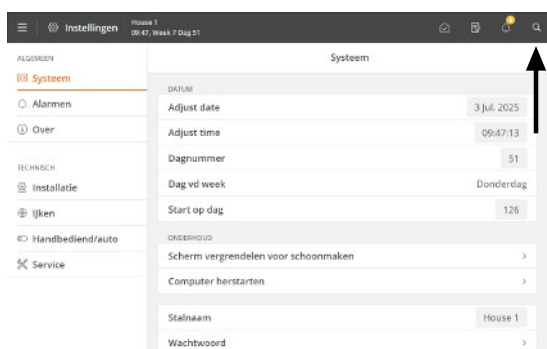 Instellingen
House 1
09:47, Week 7 Dag 51
ALGEMEEN
Systeem
Alarmen
Over
TECHNISCH
Installatie
IJken
Handbediend/auto
Service
Systeem
DATUM
Adjust date 3 Jul. 2025
Adjust time 09:47:13
Dagnummer 51
Dag vd week Donderdag
Start op dag 126
ONDERHOUD
Scherm vergrendelen voor schoonmaken
Computer herstarten
Stalnaam House 1
Wachtwoord